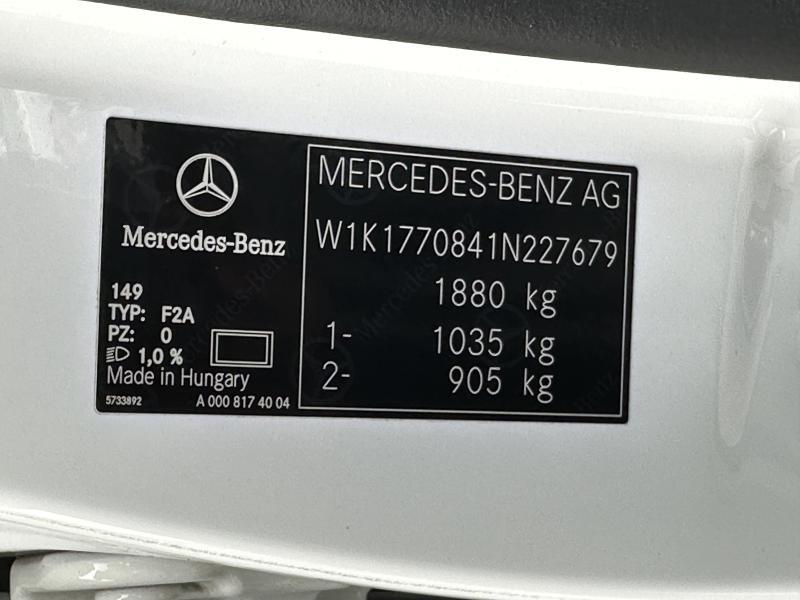 Mercedes-Benz
149
TYP: F2A
PZ: 0
1,0 %
Made in Hungary
5733892 A 000 817 40 04
MERCEDES-BENZ AG
W1K1770841N227679
1880 kg
1- 1035 kg
2- 905 kg